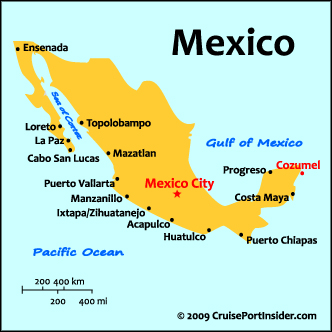 Mexico
Ensenada
Sea of Cortez
Topolobampo
Loreto
La Paz
Cabo San Lucas
Mazatlan
Gulf of Mexico
Progreso
Cozumel
Puerto Vallarta
Mexico City
Costa Maya
Manzanillo
Ixtapa/Zihuatanejo
Acapulco
Huatulco
Puerto Chiapas
Pacific Ocean
200 400 km
200 400 mi
© 2009 CruisePortInsider.com